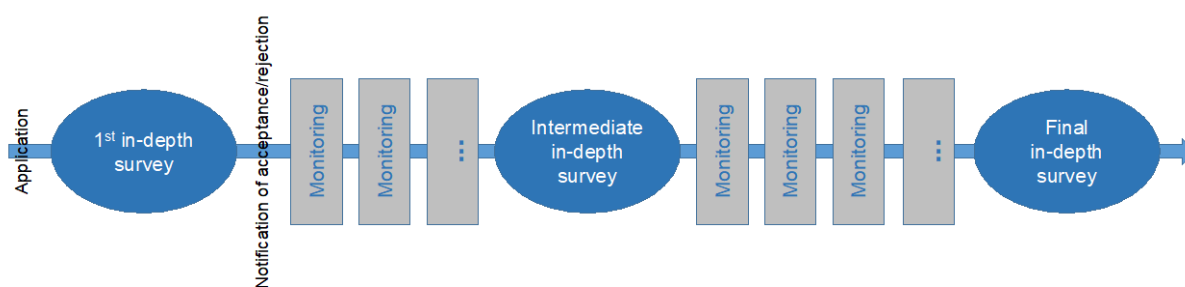 Application
1st in-depth
survey
Notification of acceptance/rejection
Monitoring
Monitoring
...
Intermediate
in-depth
survey
Monitoring
Monitoring
Monitoring
...
Final
in-depth
survey